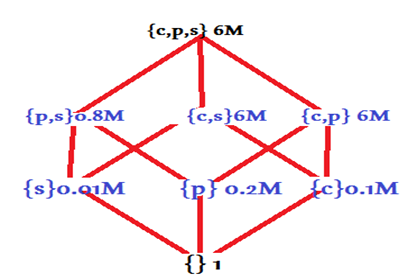 {c,p,s} 6M
{p,s}0.8M {c,s}6M {c,p} 6M
{s}0.01M {p} 0.2M {c}0.1M
{} 1